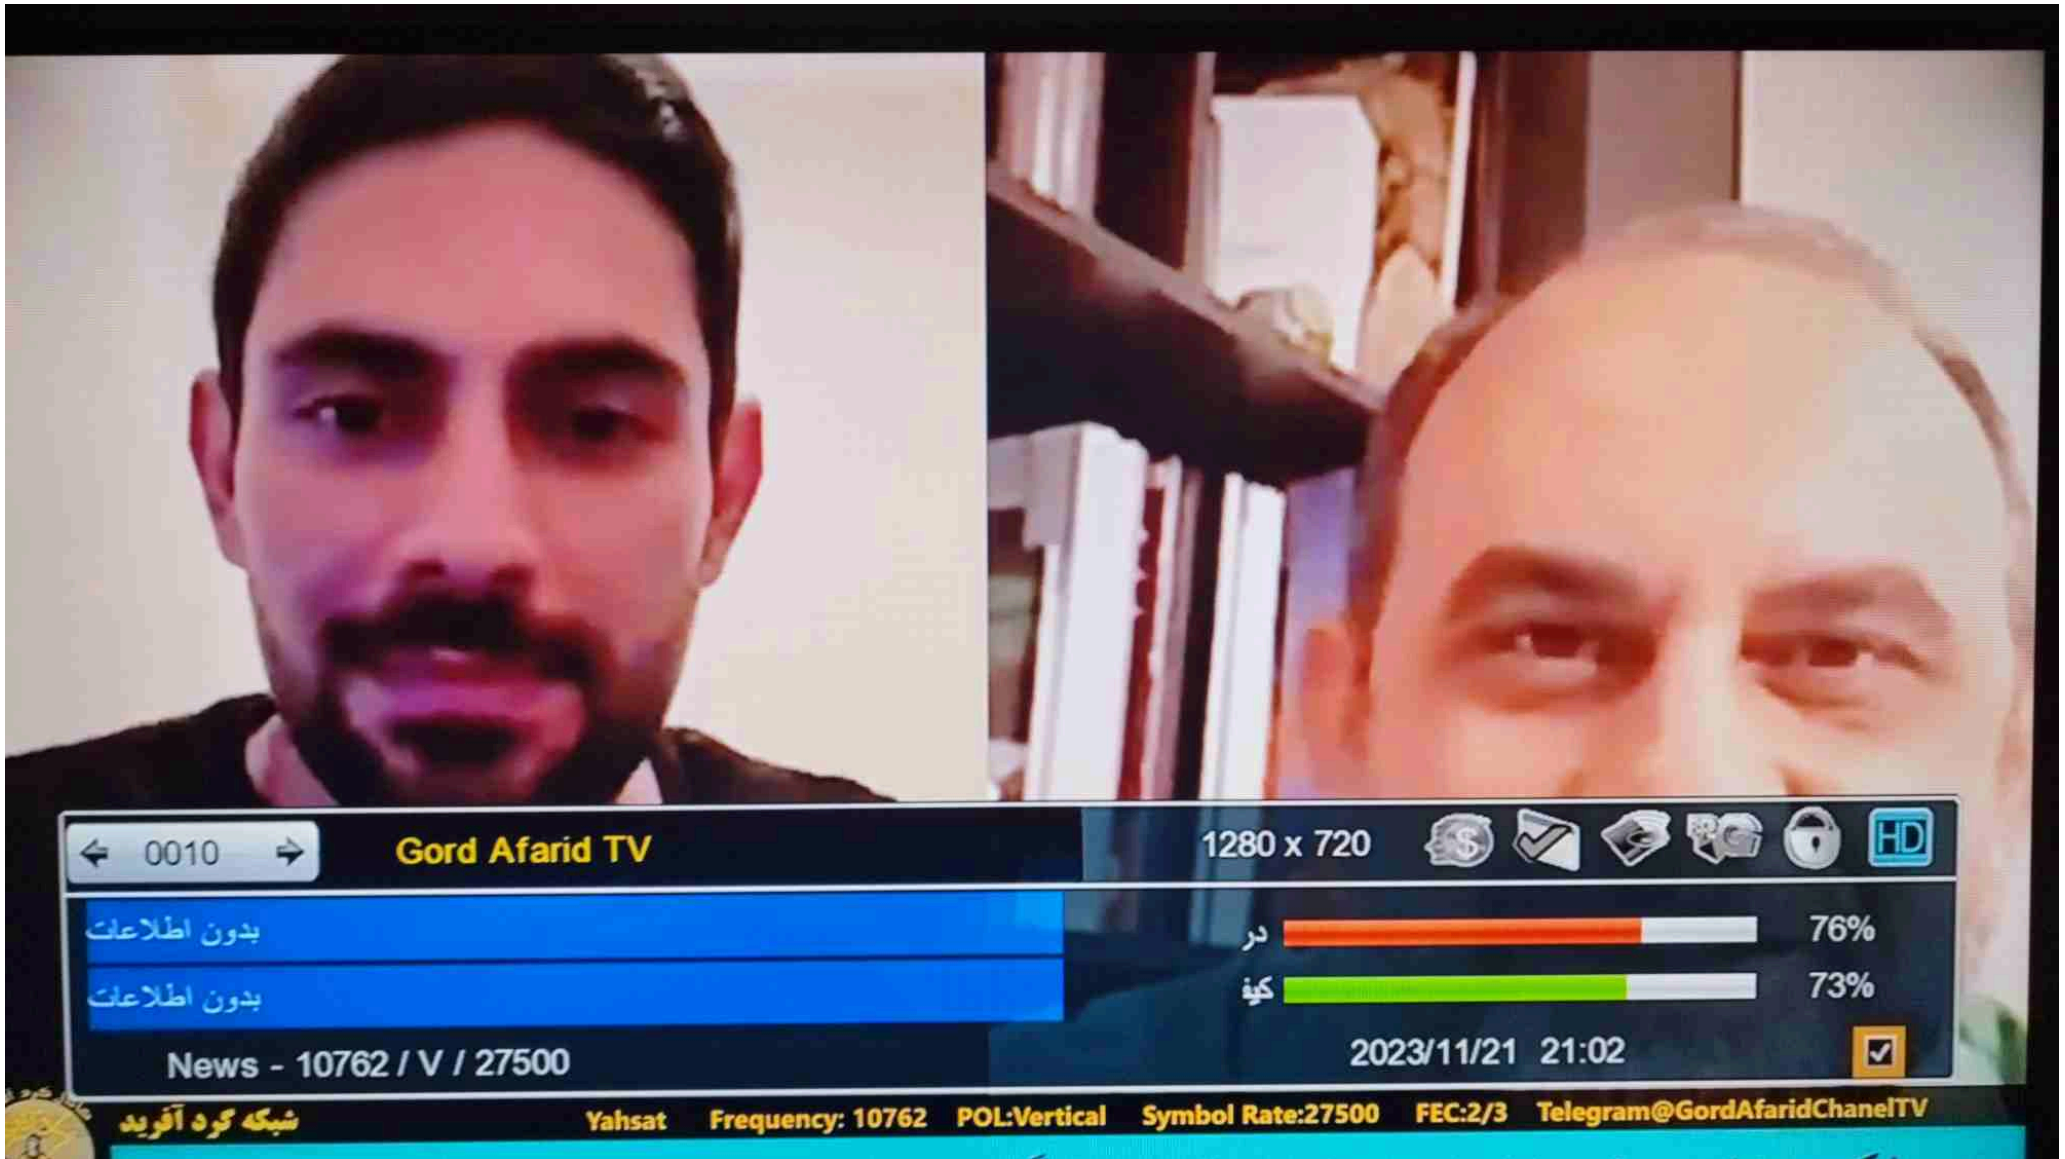 0010 Gord Afarid TV 1280 x 720 HD
بدون اطلاعات
در 76%
بدون اطلاعات
کیف 73%
News - 10762 / V / 27500 2023/11/21 21:02
شبکه گرد آفرید Yahsat Frequency: 10762 POL:Vertical Symbol Rate:27500 FEC:2/3 Telegram@GordAfaridChanelTV